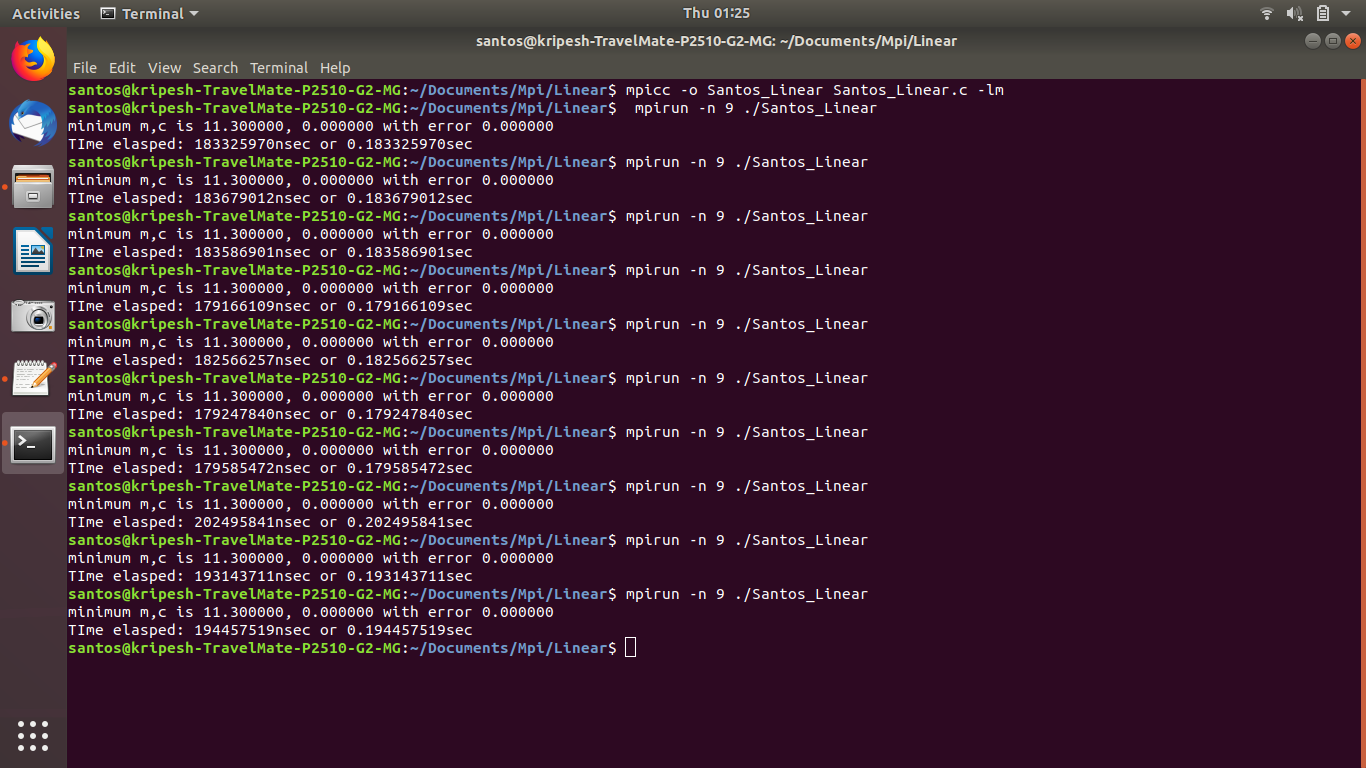 Activities Terminal Thu 01:25
santos@kripesh-TravelMate-P2510-G2-MG: ~/Documents/Mpi/Linear
File Edit View Search Terminal Help
santos@kripesh-TravelMate-P2510-G2-MG:~/Documents/Mpi/Linear$ mpicc -o Santos_Linear Santos_Linear.c -lm
santos@kripesh-TravelMate-P2510-G2-MG:~/Documents/Mpi/Linear$  mpirun -n 9 ./Santos_Linear
minimum m,c is 11.300000, 0.000000 with error 0.000000
TIme elasped: 183325970nsec or 0.183325970sec
santos@kripesh-TravelMate-P2510-G2-MG:~/Documents/Mpi/Linear$ mpirun -n 9 ./Santos_Linear
minimum m,c is 11.300000, 0.000000 with error 0.000000
TIme elasped: 183679012nsec or 0.183679012sec
santos@kripesh-TravelMate-P2510-G2-MG:~/Documents/Mpi/Linear$ mpirun -n 9 ./Santos_Linear
minimum m,c is 11.300000, 0.000000 with error 0.000000
TIme elasped: 183586901nsec or 0.183586901sec
santos@kripesh-TravelMate-P2510-G2-MG:~/Documents/Mpi/Linear$ mpirun -n 9 ./Santos_Linear
minimum m,c is 11.300000, 0.000000 with error 0.000000
TIme elasped: 179166109nsec or 0.179166109sec
santos@kripesh-TravelMate-P2510-G2-MG:~/Documents/Mpi/Linear$ mpirun -n 9 ./Santos_Linear
minimum m,c is 11.300000, 0.000000 with error 0.000000
TIme elasped: 182566257nsec or 0.182566257sec
santos@kripesh-TravelMate-P2510-G2-MG:~/Documents/Mpi/Linear$ mpirun -n 9 ./Santos_Linear
minimum m,c is 11.300000, 0.000000 with error 0.000000
TIme elasped: 179247840nsec or 0.179247840sec
santos@kripesh-TravelMate-P2510-G2-MG:~/Documents/Mpi/Linear$ mpirun -n 9 ./Santos_Linear
minimum m,c is 11.300000, 0.000000 with error 0.000000
TIme elasped: 179585472nsec or 0.179585472sec
santos@kripesh-TravelMate-P2510-G2-MG:~/Documents/Mpi/Linear$ mpirun -n 9 ./Santos_Linear
minimum m,c is 11.300000, 0.000000 with error 0.000000
TIme elasped: 202495841nsec or 0.202495841sec
santos@kripesh-TravelMate-P2510-G2-MG:~/Documents/Mpi/Linear$ mpirun -n 9 ./Santos_Linear
minimum m,c is 11.300000, 0.000000 with error 0.000000
TIme elasped: 193143711nsec or 0.193143711sec
santos@kripesh-TravelMate-P2510-G2-MG:~/Documents/Mpi/Linear$ mpirun -n 9 ./Santos_Linear
minimum m,c is 11.300000, 0.000000 with error 0.000000
TIme elasped: 194457519nsec or 0.194457519sec
santos@kripesh-TravelMate-P2510-G2-MG:~/Documents/Mpi/Linear$